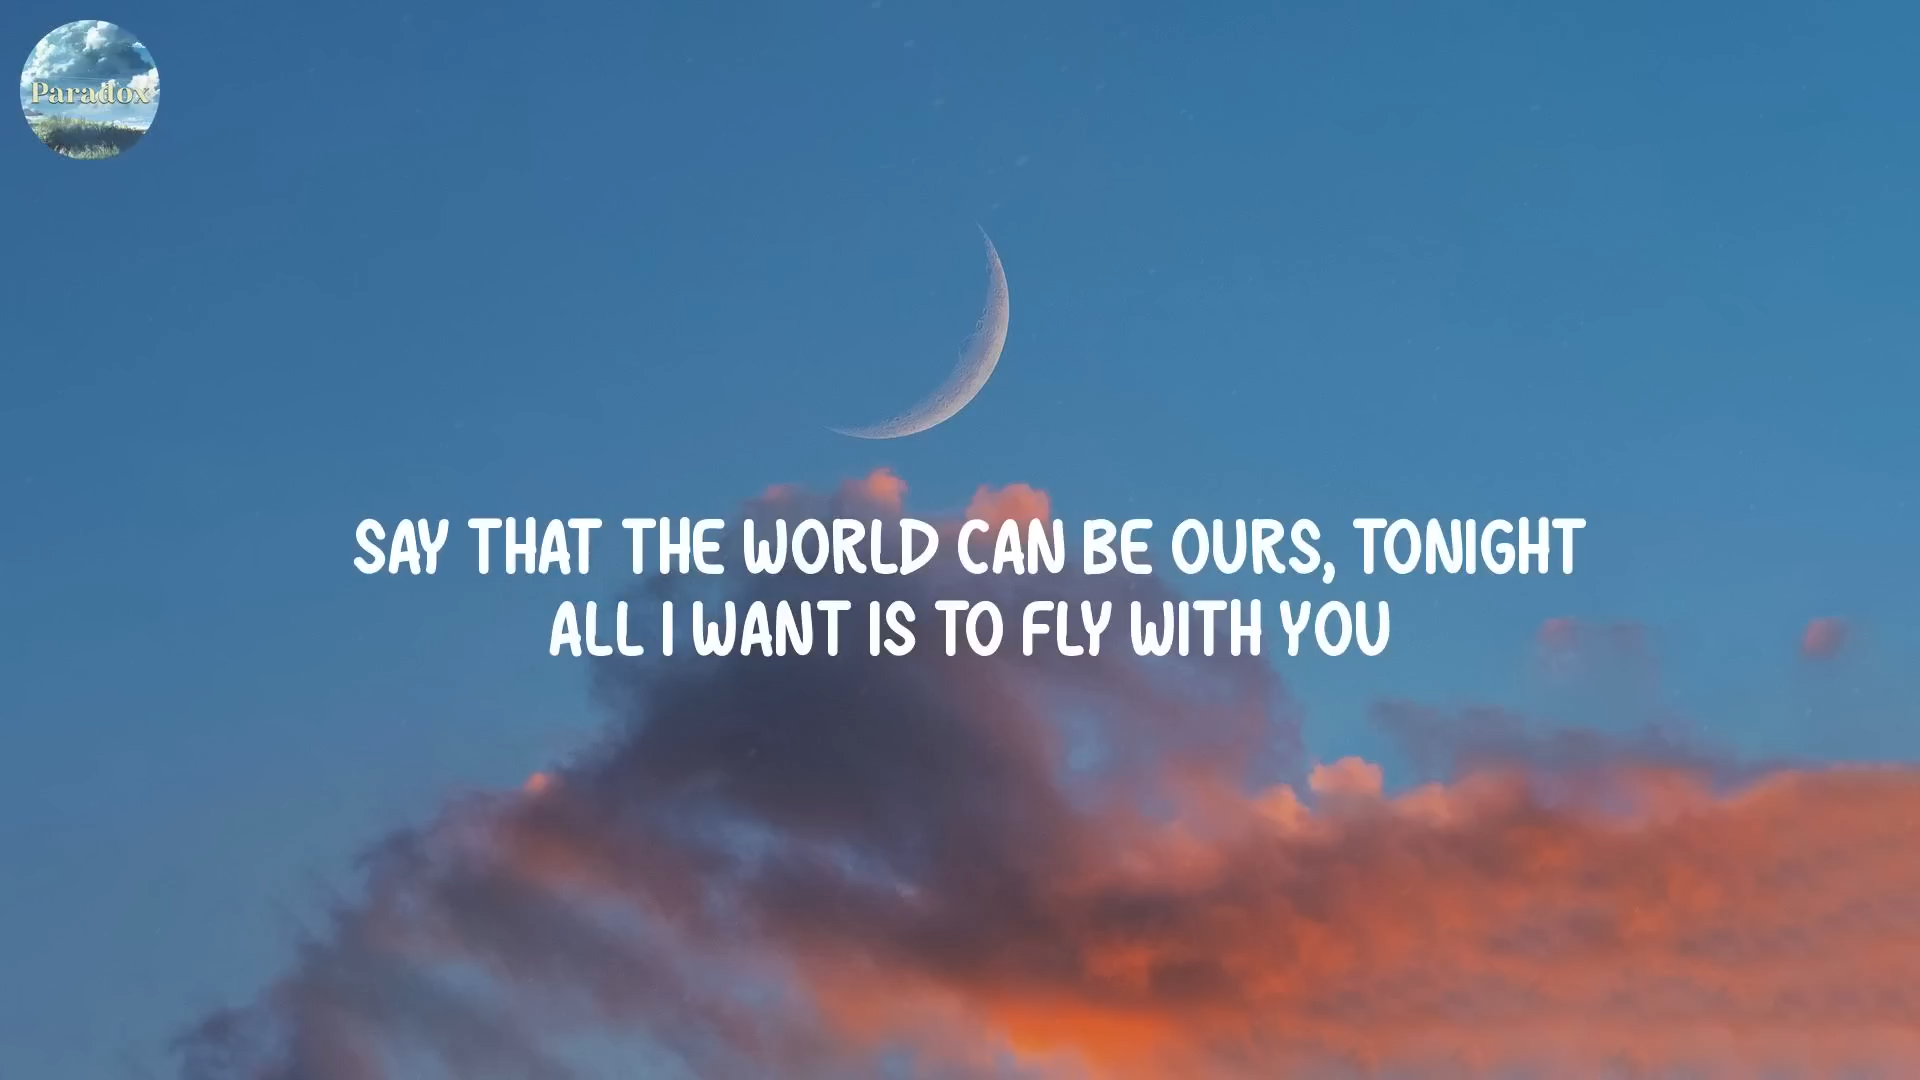 Paradox
SAY THAT THE WORLD CAN BE OURS, TONIGHT
ALL I WANT IS TO FLY WITH YOU